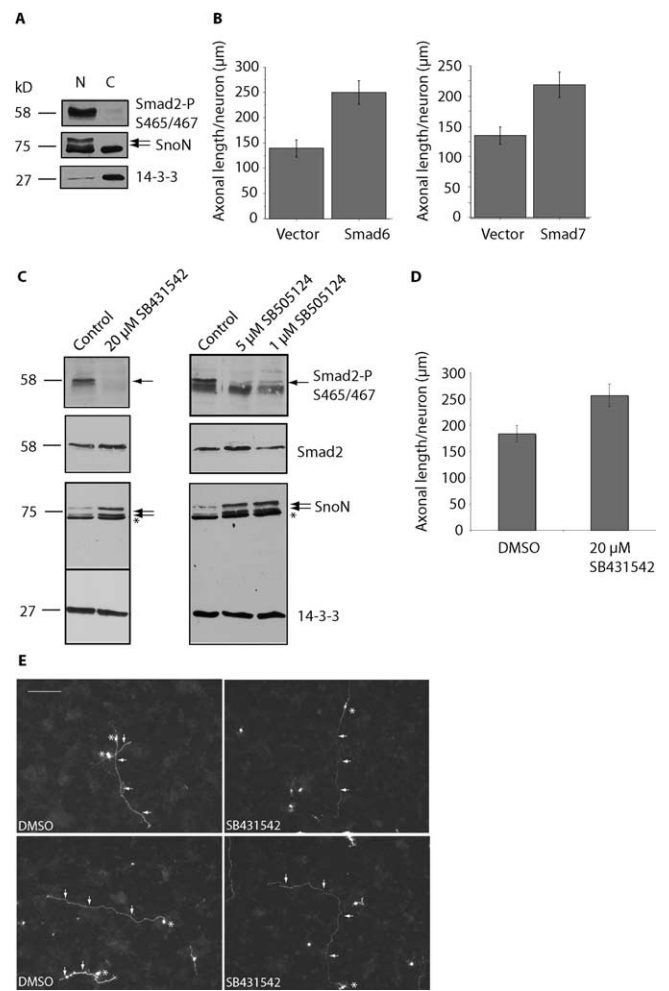 A
kD
N C
58
Smad2-P
S465/467
75
SnoN
27
14-3-3
B
Axonal length/neuron (µm)
300
250
200
150
100
50
0
Vector
Smad6
Axonal length/neuron (µm)
250
200
150
100
50
0
Vector
Smad7
C
Control
20 µM SB431542
58
58
75
*
27
Control
5 µM SB505124
1 µM SB505124
Smad2-P
S465/467
Smad2
SnoN
*
14-3-3
D
Axonal length/neuron (µm)
300
250
200
150
100
50
0
DMSO
20 µM
SB431542
E
DMSO
SB431542
DMSO
SB431542